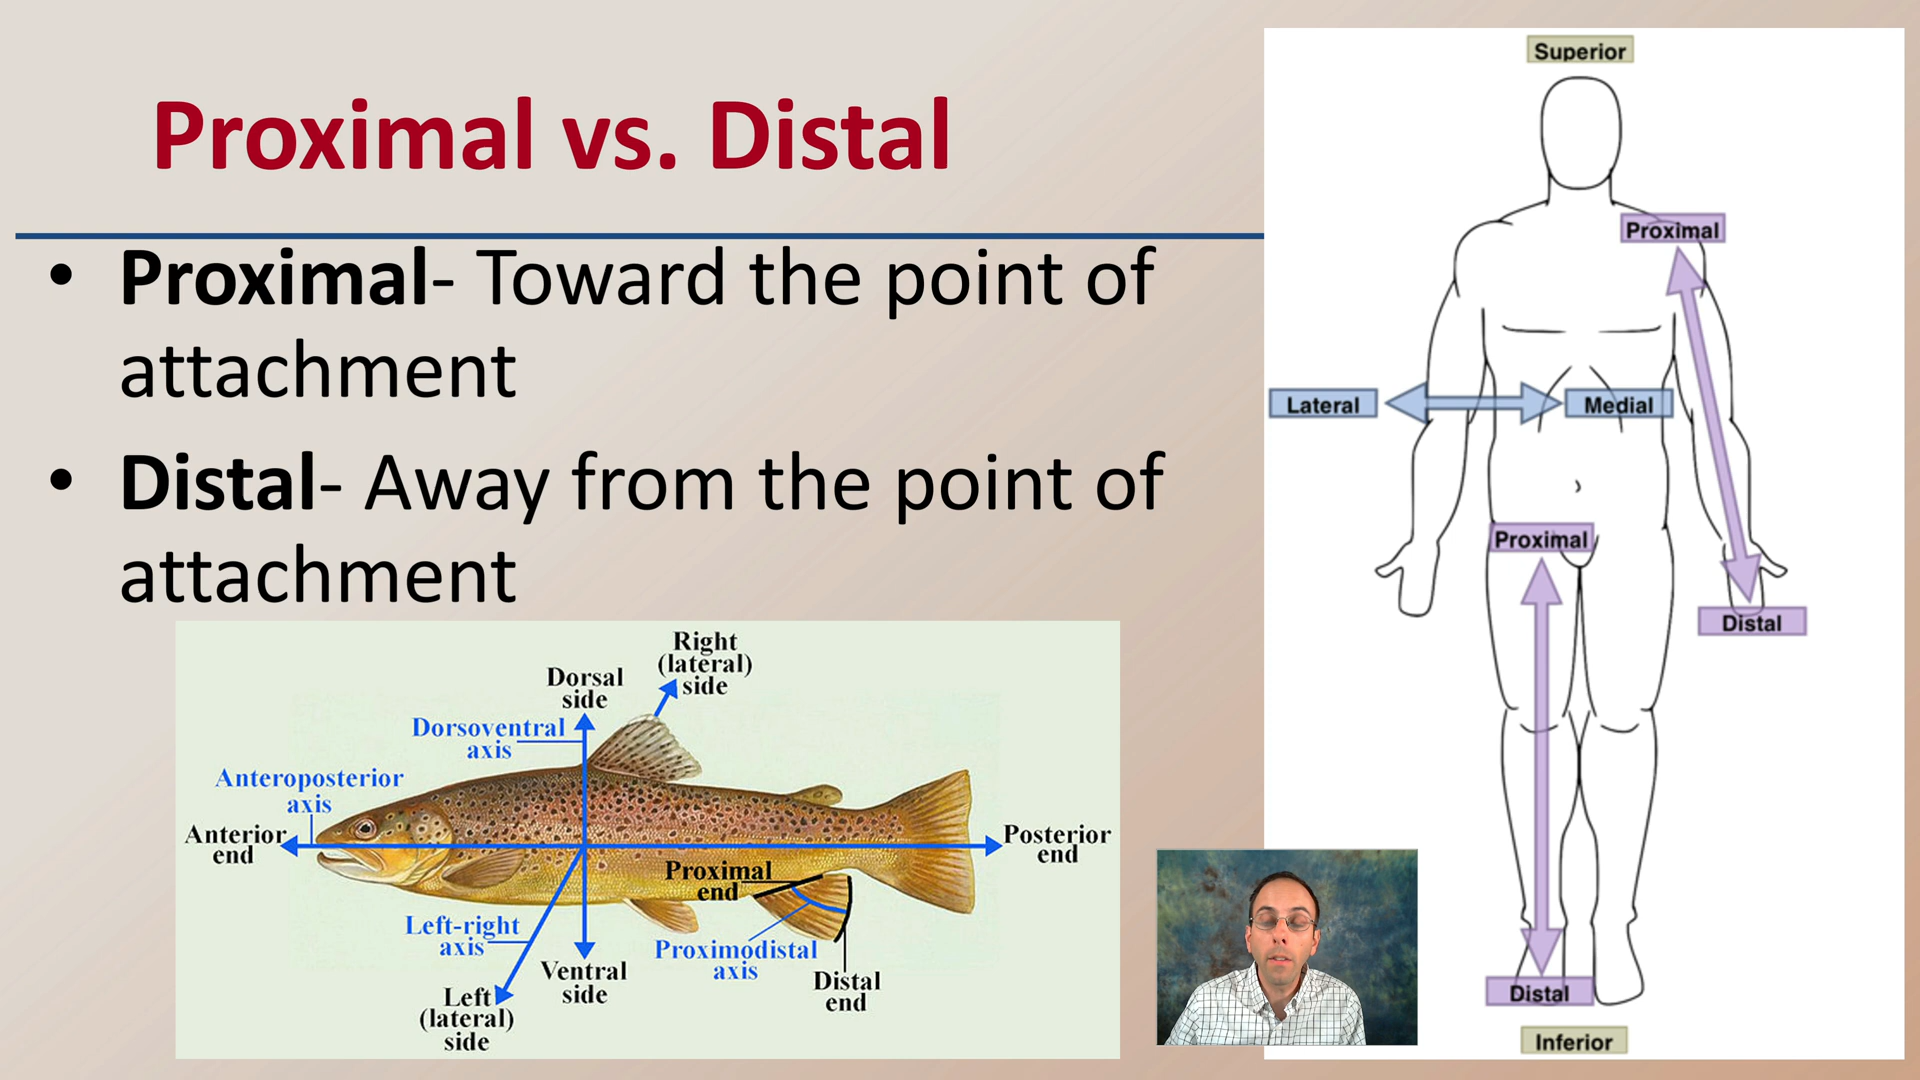 Proximal vs. Distal
• Proximal- Toward the point of
attachment
• Distal- Away from the point of
attachment
Right
(lateral)
side
Dorsal
side
Dorsoventral
axis
Anteroposterior
axis
Anterior
end
Posterior
end
Proximal
end
Left-right
axis
Proximodistal
axis
Ventral
side
Distal
end
Left
(lateral)
side
Superior
Proximal
Lateral
Medial
Proximal
Distal
Distal
Inferior